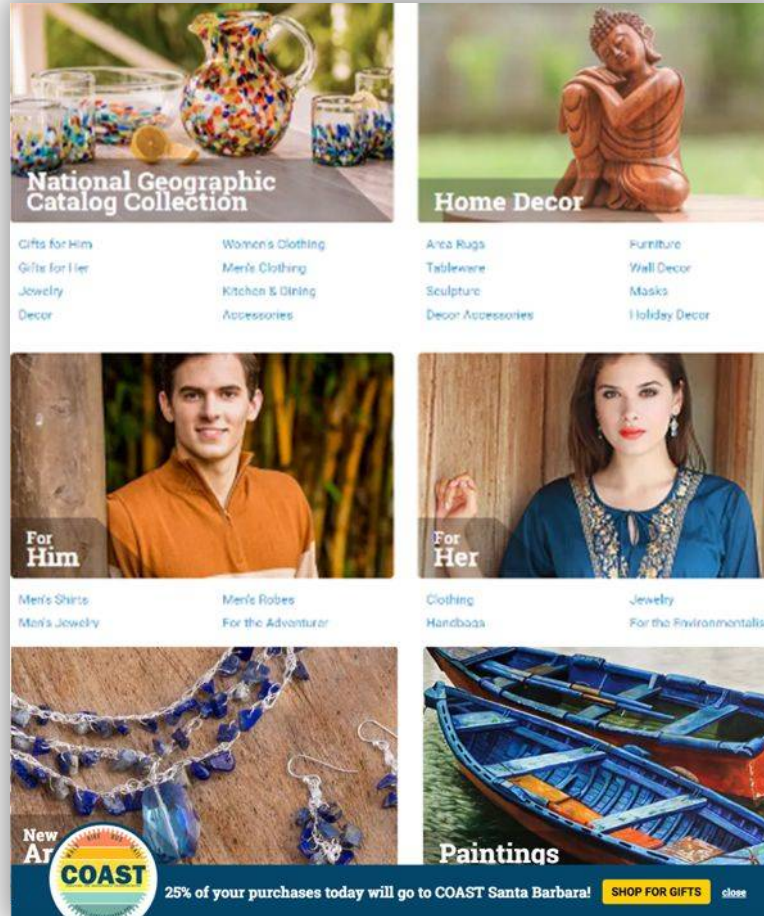 National Geographic
Catalog Collection
Home Decor
Gifts for Him
Women's Clothing
Gifts for Her
Men's Clothing
Jewelry
Kitchen & Dining
Decor
Accessories
Area Rugs
Furniture
Tableware
Wall Decor
Sculpture
Masks
Decor Accessories
Holiday Decor
For
Him
For
Her
Men's Shirts
Men's Robes
Men's Jewelry
For the Adventurer
Clothing
Jewelry
Handbags
For the Environmentalis
New
Ar
Paintings
COAST
25% of your purchases today will go to COAST Santa Barbara!
SHOP FOR GIFTS
close